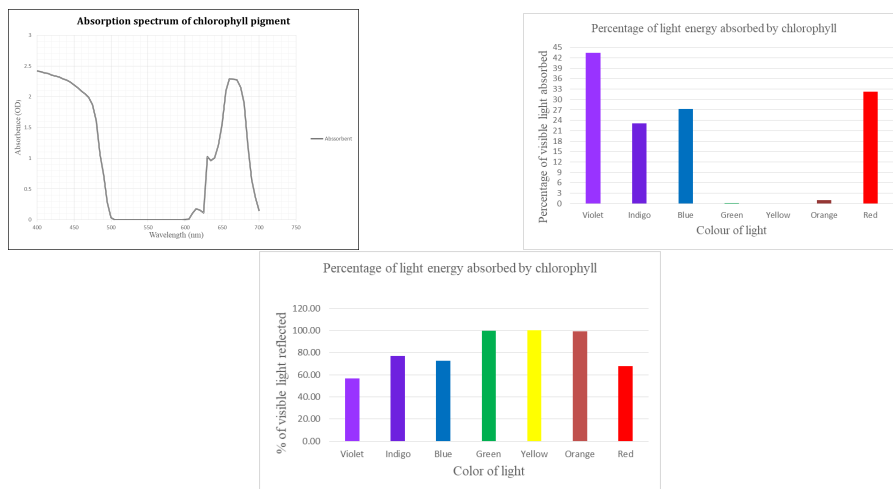 Absorption spectrum of chlorophyll pigment
3
2.5
2
1.5
1
0.5
0
Absorbence (OD)
400 450 500 550 600 650 700 750
Wavelength (nm)
Absorbent
Percentage of light energy absorbed by chlorophyll
45
42
39
36
33
30
27
24
21
18
15
12
9
6
3
0
Percentage of visible light absorbed
Violet Indigo Blue Green Yellow Orange Red
Colour of light
Percentage of light energy absorbed by chlorophyll
120.00
100.00
80.00
60.00
40.00
20.00
0.00
% of visible light reflected
Violet Indigo Blue Green Yellow Orange Red
Color of light